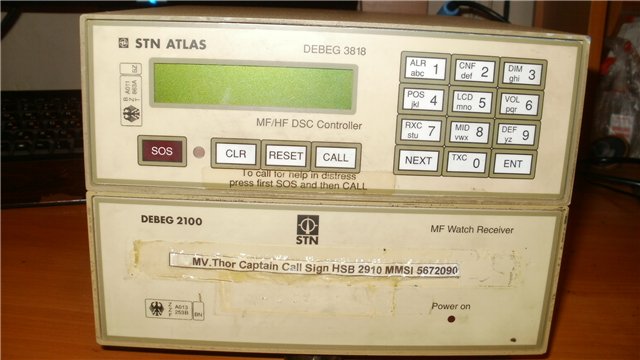 STN ATLAS
DEBEG 3818
MF/HF DSC Controller
ALR 1
abc
CNF 2
def
DIM 3
ghi
POS 4
jkl
LCD 5
mno
VOL 6
pqr
RXC 7
stu
MID 8
vwx
DEF 9
yz
NEXT
TXC 0
ENT
SOS
CLR
RESET
CALL
To call for help in distress
press first SOS and then CALL
DEBEG 2100
STN
MF Watch Receiver
MV.Thor Captain Call Sign HSB 2910 MMSI 5672090
A013
253B
BN
Power on